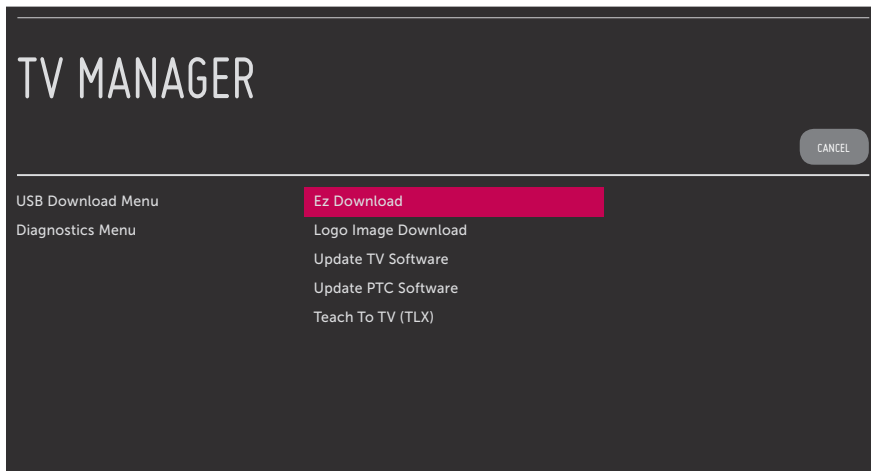 TV MANAGER
CANCEL
USB Download Menu
Diagnostics Menu
Ez Download
Logo Image Download
Update TV Software
Update PTC Software
Teach To TV (TLX)